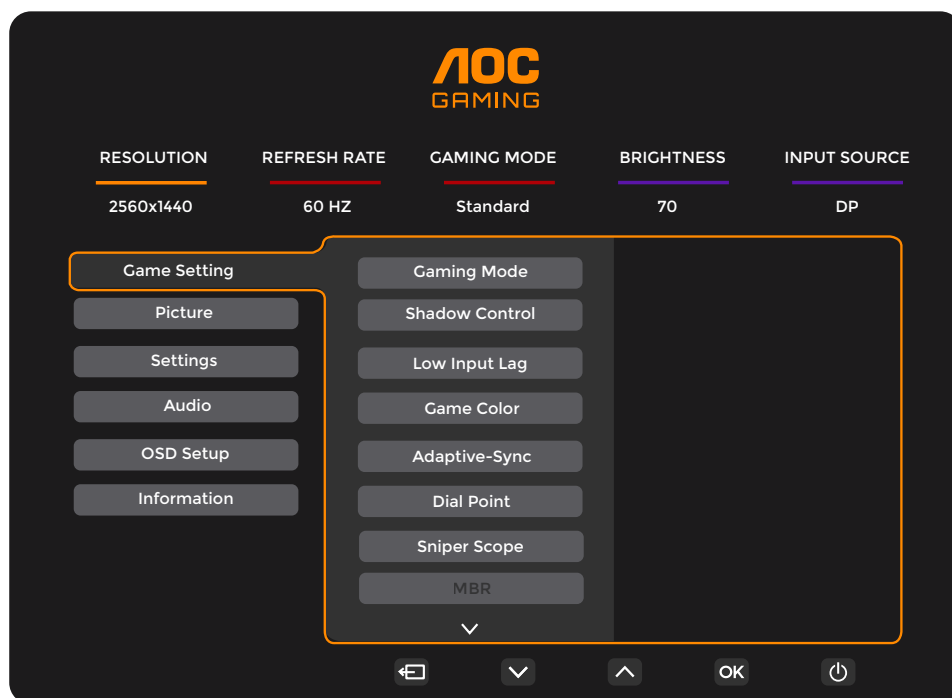 AOC
GAMING
RESOLUTION REFRESH RATE GAMING MODE BRIGHTNESS INPUT SOURCE
2560x1440 60 HZ Standard 70 DP
Game Setting
Picture
Settings
Audio
OSD Setup
Information
Gaming Mode
Shadow Control
Low Input Lag
Game Color
Adaptive-Sync
Dial Point
Sniper Scope
MBR
OK